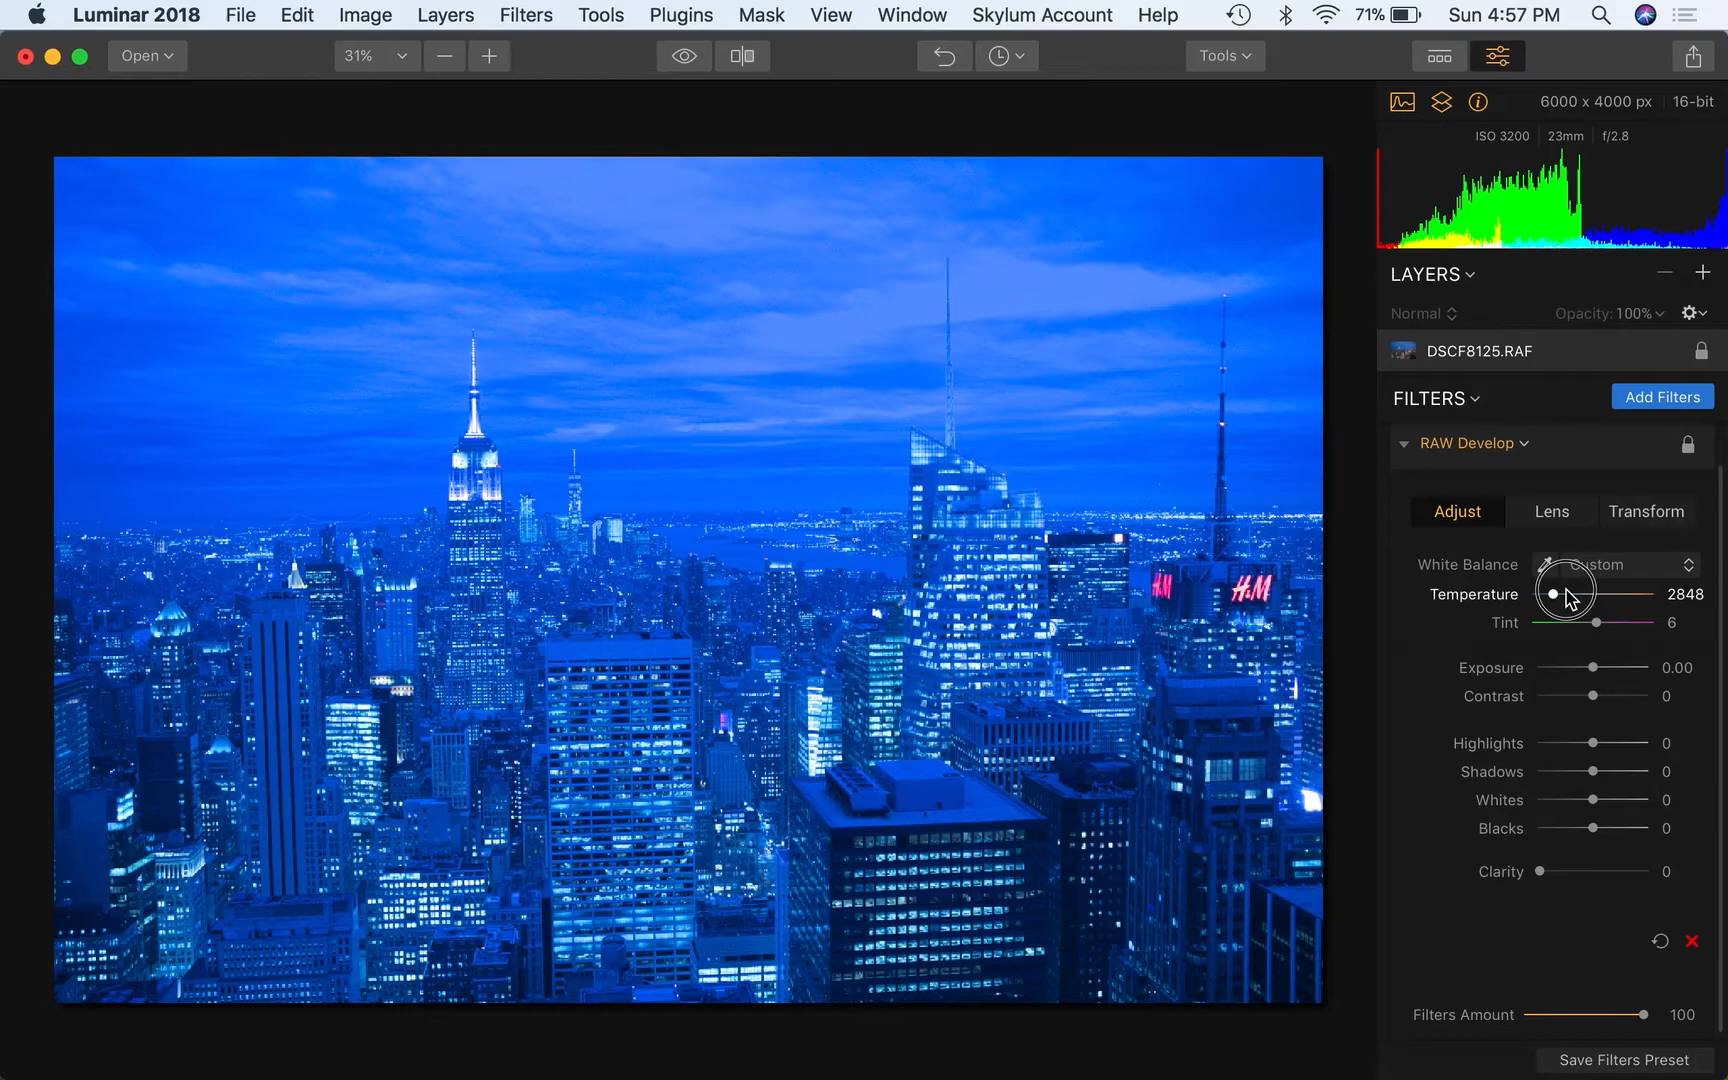 Luminar 2018 File Edit Image Layers Filters Tools Plugins Mask View Window Skylum Account Help 71% Sun 4:57 PM
Open 31% Tools
6000 x 4000 px 16-bit
ISO 3200 23mm f/2.8
LAYERS
Normal Opacity: 100%
DSCF8125.RAF
FILTERS Add Filters
RAW Develop
Adjust Lens Transform
White Balance Custom
Temperature 2848
Tint 6
Exposure 0.00
Contrast 0
Highlights 0
Shadows 0
Whites 0
Blacks 0
Clarity 0
Filters Amount 100
Save Filters Preset
H&M H&M